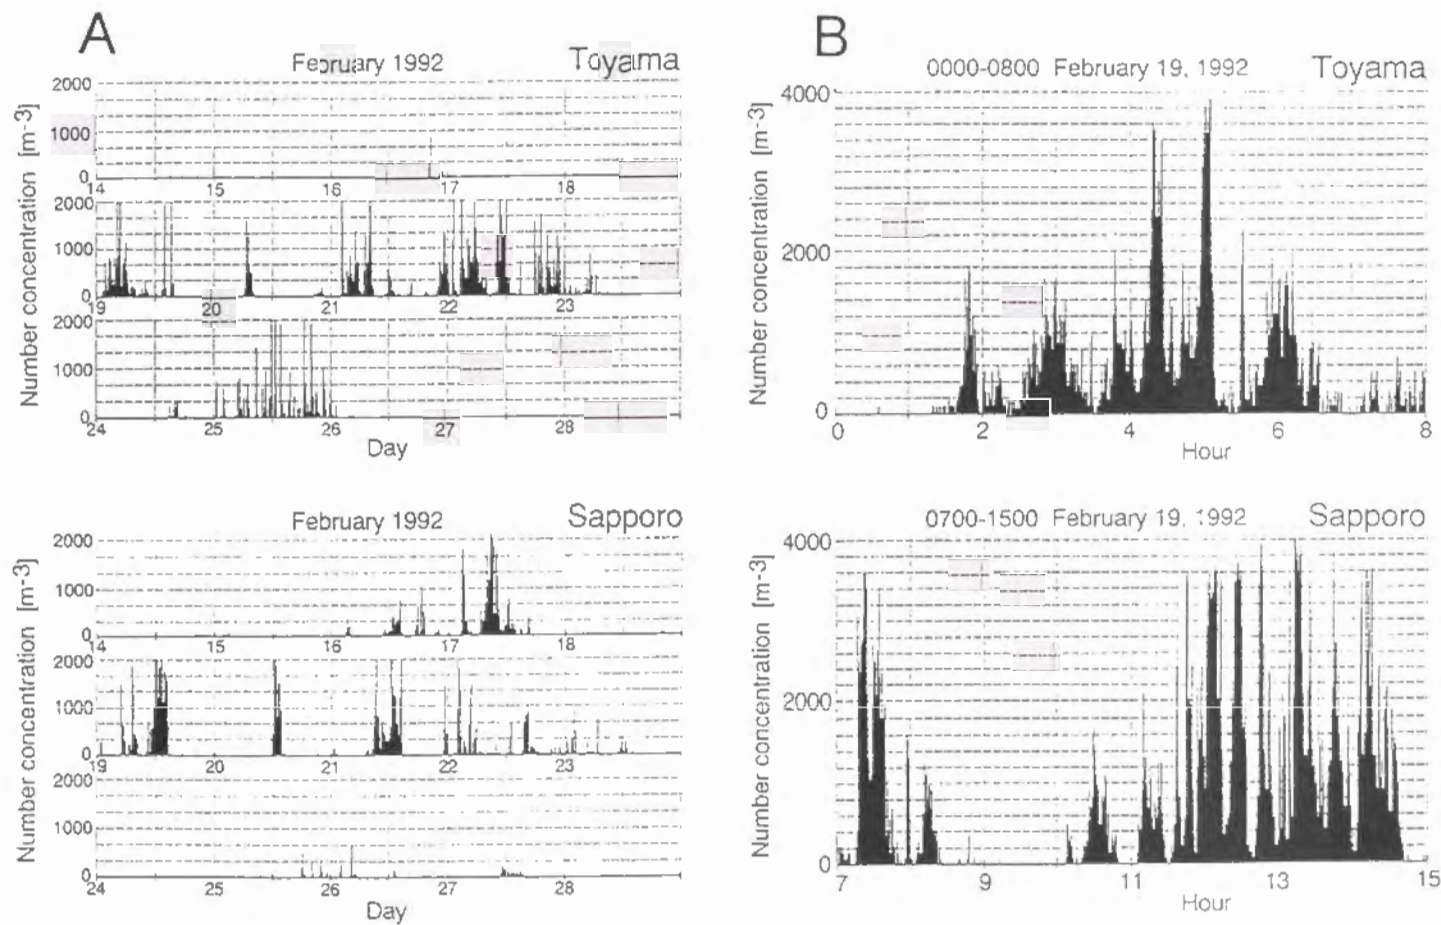 A
February 1992 Toyama
Number concentration [m-3]
2000
1000
0
14 15 16 17 18
2000
1000
0
19 20 21 22 23
2000
1000
0
24 25 26 27 28
Day
February 1992 Sapporo
Number concentration [m-3]
2000
1000
0
14 15 16 17 18
2000
1000
0
19 20 21 22 23
2000
1000
0
24 25 26 27 28
Day
B
0000-0800 February 19, 1992 Toyama
Number concentration [m-3]
4000
2000
0
0 2 4 6 8
Hour
0700-1500 February 19, 1992 Sapporo
Number concentration [m-3]
4000
2000
0
7 9 11 13 15
Hour